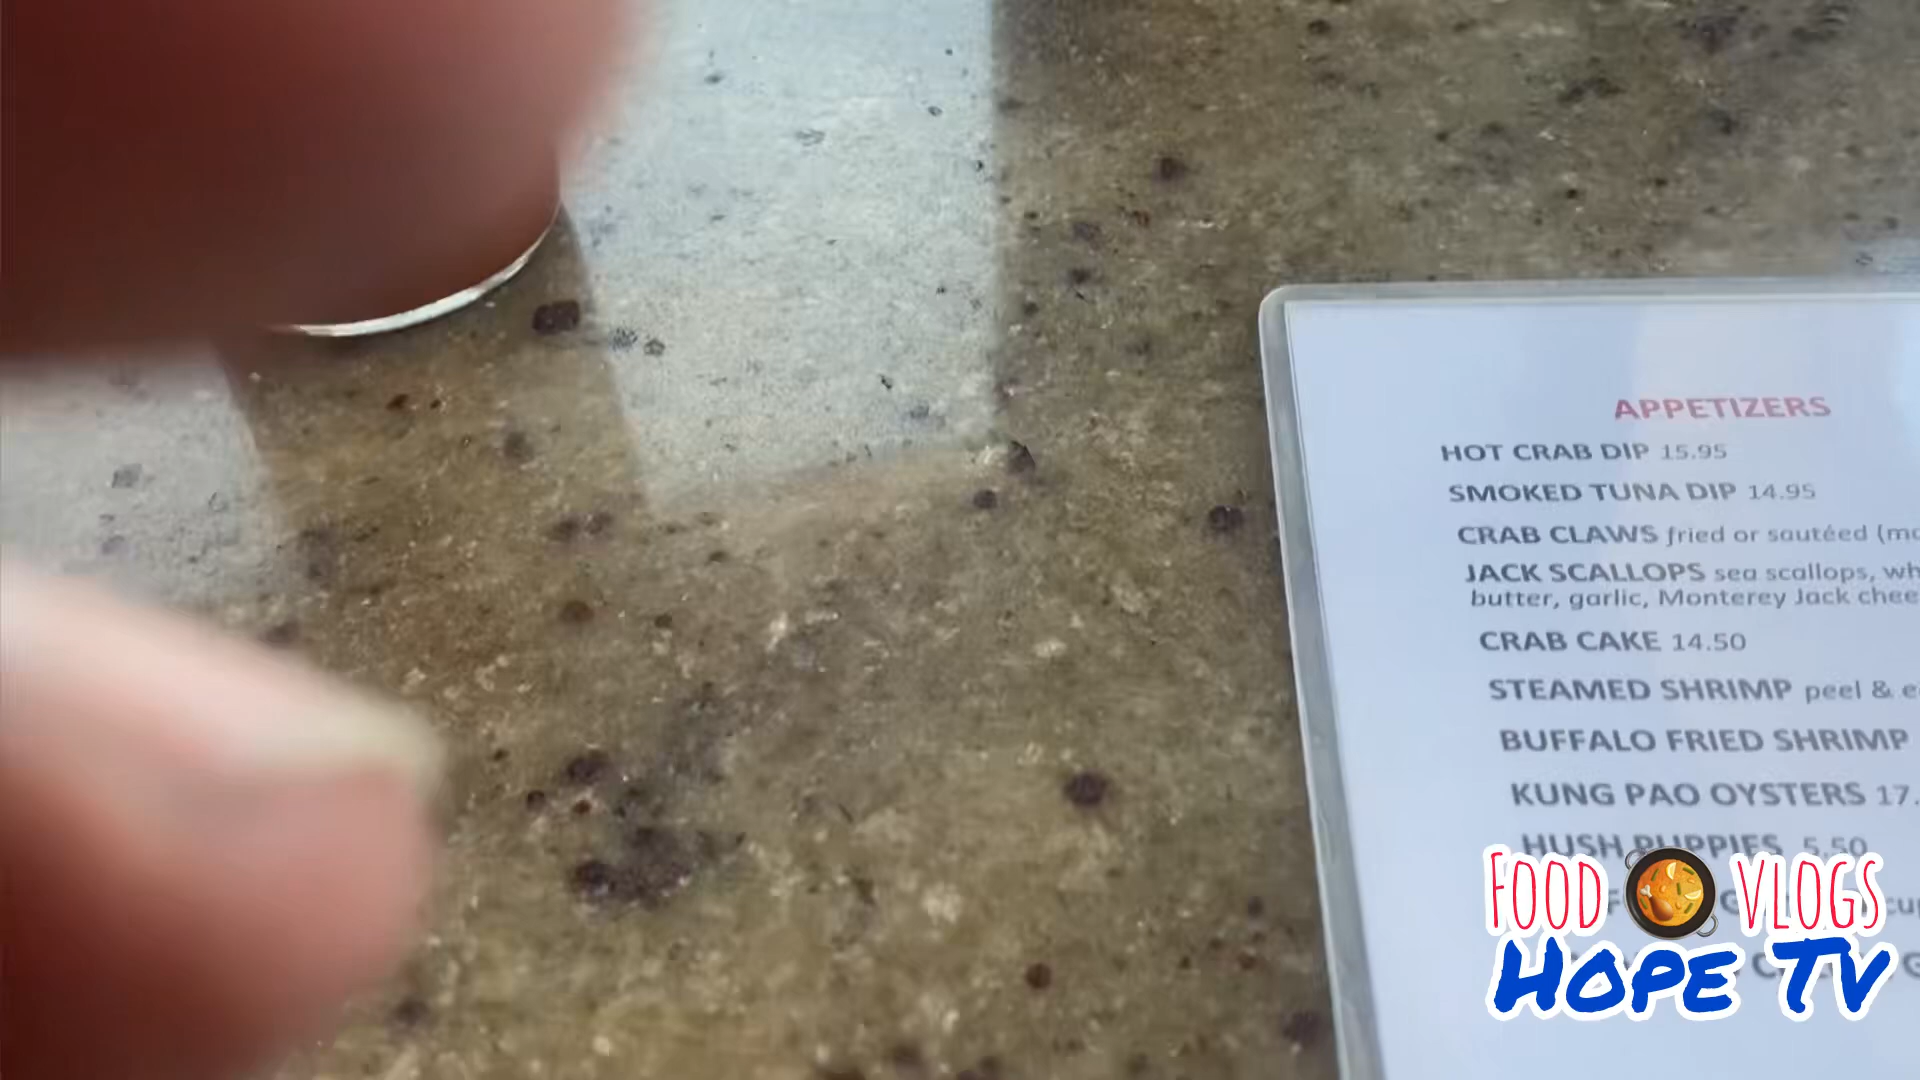 APPETIZERS
HOT CRAB DIP 15.95
SMOKED TUNA DIP 14.95
CRAB CLAWS fried or sautéed
JACK SCALLOPS sea scallops,
butter, garlic, Monterey Jack
CRAB CAKE 14.50
STEAMED SHRIMP peel &
BUFFALO FRIED SHRIMP
KUNG PAO OYSTERS 17.
HUSH PUPPIES 5.50
FOOD VLOGS
HOPE TV